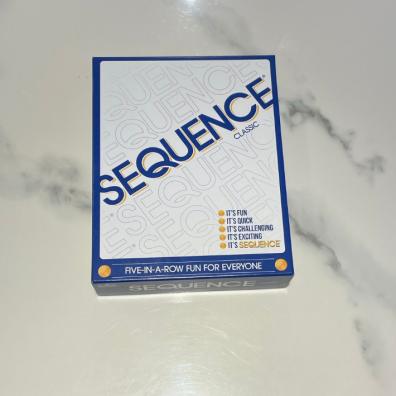 SEQUENCE®
CLASSIC
IT'S FUN
IT'S QUICK
IT'S CHALLENGING
IT'S EXCITING
IT'S SEQUENCE
FIVE-IN-A-ROW FUN FOR EVERYONE
SEQUENCE